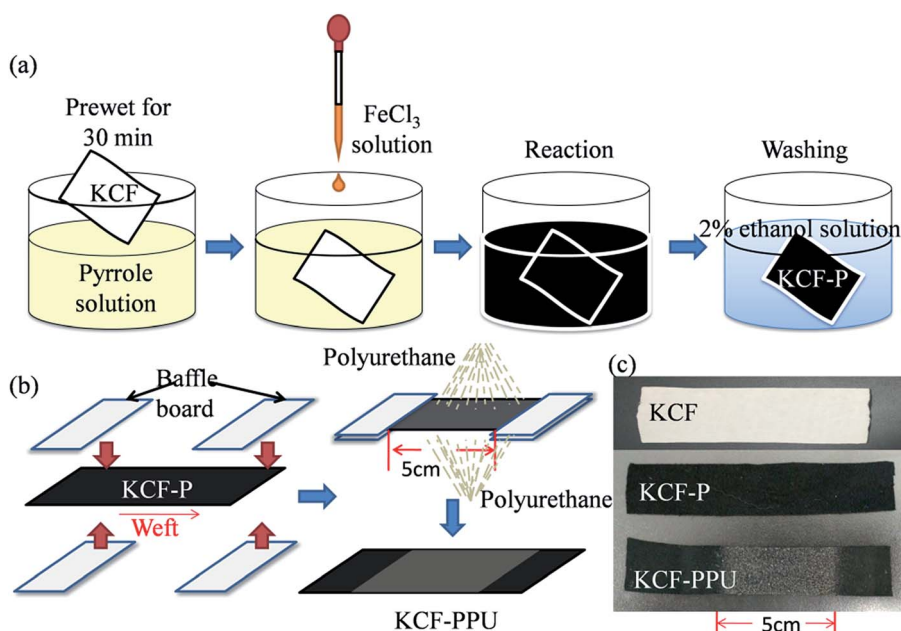 (a)
Prewet for
30 min
KCF
Pyrrole
solution
FeCl3
solution
Reaction
Washing
2% ethanol solution
KCF-P
(b)
Baffle
board
KCF-P
Weft
Polyurethane
5cm
Polyurethane
KCF-PPU
(c)
KCF
KCF-P
KCF-PPU
5cm